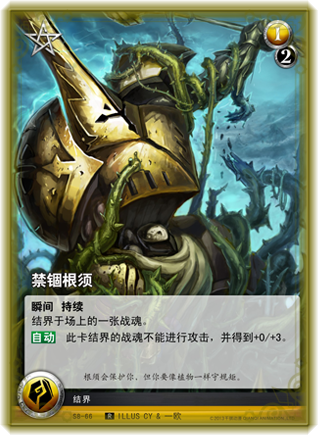 1
2
禁锢根须
瞬间 持续
结界于场上的一张战魂。
自动 此卡结界的战魂不能进行攻击，并得到+0/+3。
根须会保护你，但你要像植物一样守规矩。
结界
R ILLUS CY & 一欧